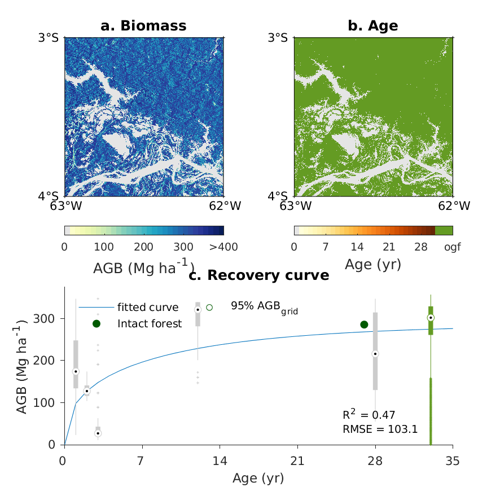 a. Biomass
b. Age
3°S
4°S
63°W
62°W
3°S
4°S
63°W
62°W
0 100 200 300 >400
AGB (Mg ha⁻¹)
0 7 14 21 28 ogf
Age (yr)
c. Recovery curve
fitted curve
95% AGB_grid
Intact forest
R² = 0.47
RMSE = 103.1
300
200
100
0
AGB (Mg ha⁻¹)
0 7 14 21 28 35
Age (yr)